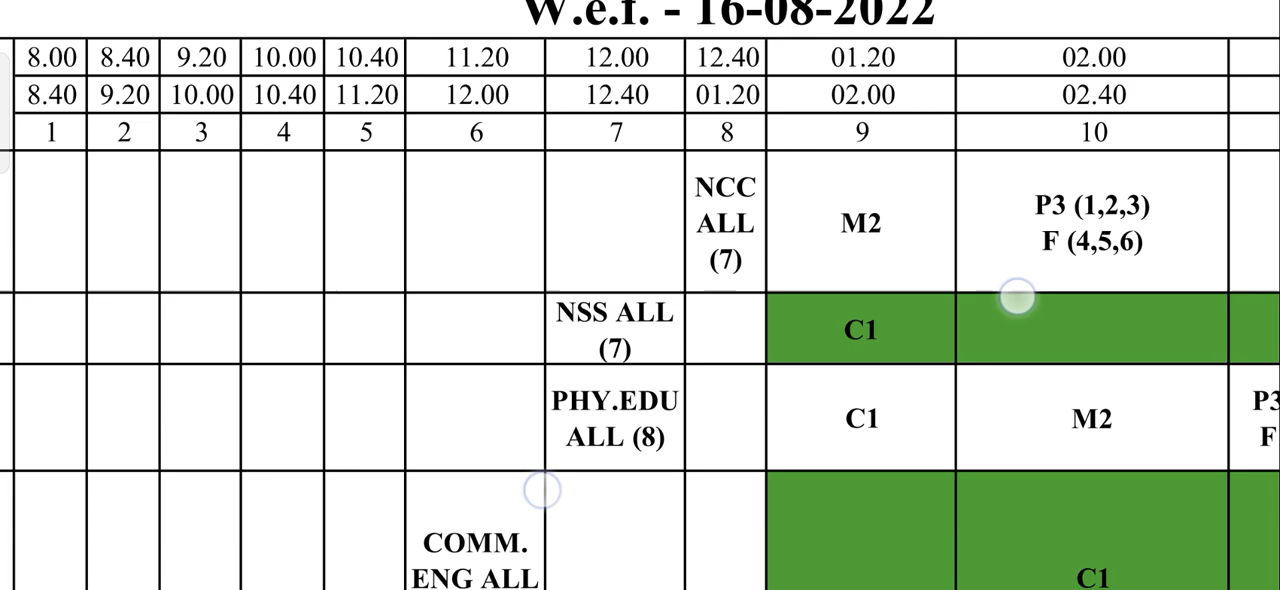 W.e.f. - 16-08-2022
8.00 8.40 9.20 10.00 10.40 11.20 12.00 12.40 01.20 02.00
8.40 9.20 10.00 10.40 11.20 12.00 12.40 01.20 02.00 02.40
1 2 3 4 5 6 7 8 9 10
NCC
ALL
(7)
M2
P3 (1,2,3)
F (4,5,6)
NSS ALL
(7)
C1
PHY.EDU
ALL (8)
C1
M2
P3
F
COMM.
ENG ALL
C1